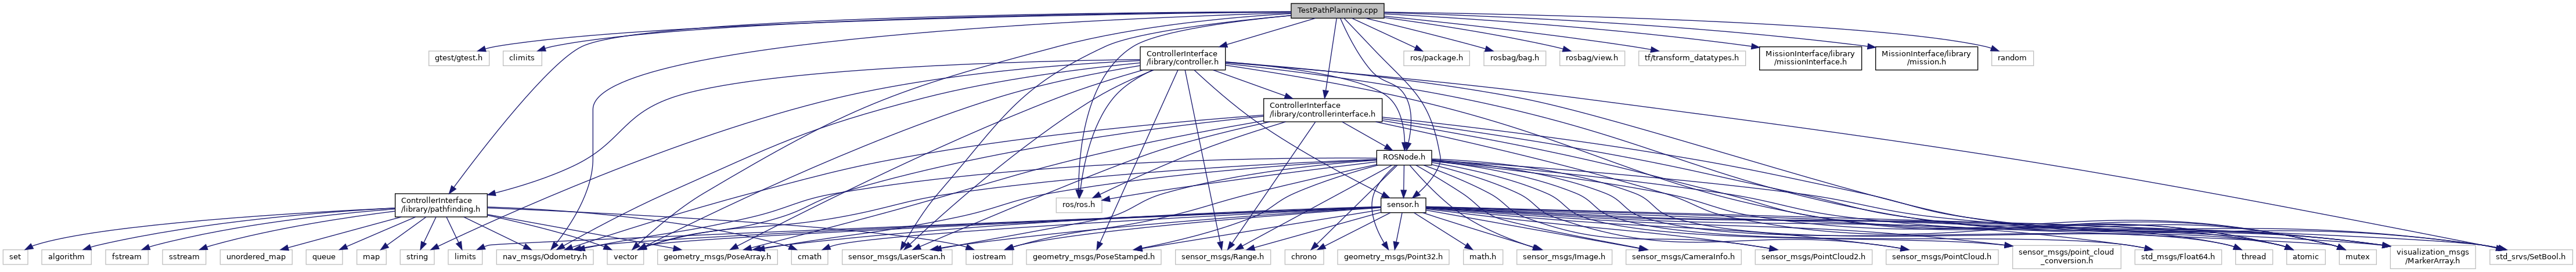 TestPathPlanning.cpp
gtest/gtest.h
climits
ControllerInterface
/library/controller.h
ros/package.h
rosbag/bag.h
rosbag/view.h
tf/transform_datatypes.h
MissionInterface/library
/missionInterface.h
MissionInterface/library
/mission.h
random
ControllerInterface
/library/controllerinterface.h
ROSNode.h
ControllerInterface
/library/pathfinding.h
ros/ros.h
sensor.h
set
algorithm
fstream
sstream
unordered_map
queue
map
string
limits
nav_msgs/Odometry.h
vector
geometry_msgs/PoseArray.h
cmath
sensor_msgs/LaserScan.h
iostream
geometry_msgs/PoseStamped.h
sensor_msgs/Range.h
chrono
geometry_msgs/Point32.h
math.h
sensor_msgs/Image.h
sensor_msgs/CameraInfo.h
sensor_msgs/PointCloud2.h
sensor_msgs/PointCloud.h
sensor_msgs/point_cloud
_conversion.h
std_msgs/Float64.h
thread
atomic
mutex
visualization_msgs
/MarkerArray.h
std_srvs/SetBool.h